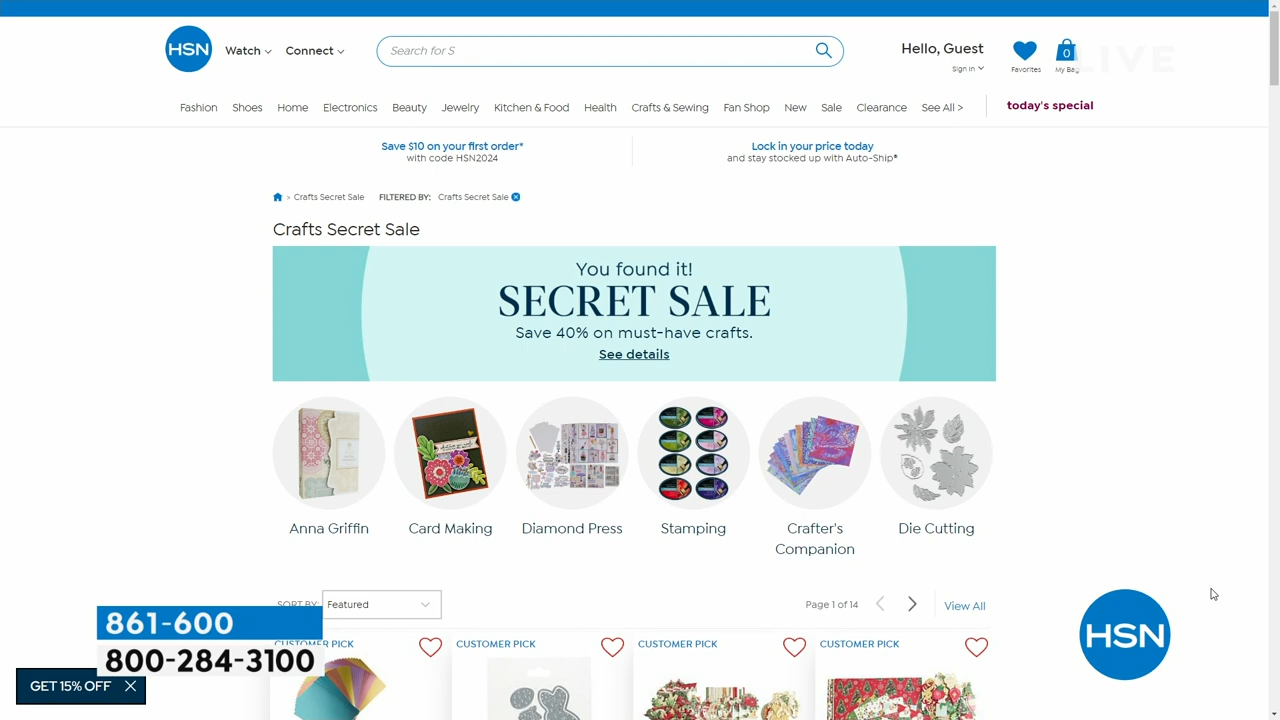 HSN
Watch
Connect
Search for S
Hello, Guest
Sign In
Favorites
0
My Bag
LIVE
Fashion
Shoes
Home
Electronics
Beauty
Jewelry
Kitchen & Food
Health
Crafts & Sewing
Fan Shop
New
Sale
Clearance
See All >
today's special
Save $10 on your first order*
with code HSN2024
Lock in your price today
and stay stocked up with Auto-Ship®
> Crafts Secret Sale
FILTERED BY:
Crafts Secret Sale
Crafts Secret Sale
You found it!
SECRET SALE
Save 40% on must-have crafts.
See details
Anna Griffin
Card Making
Diamond Press
Stamping
Crafter's
Companion
Die Cutting
SORT BY:
Featured
Page 1 of 14
View All
861-600
800-284-3100
GET 15% OFF
CUSTOMER PICK
CUSTOMER PICK
CUSTOMER PICK
CUSTOMER PICK
HSN